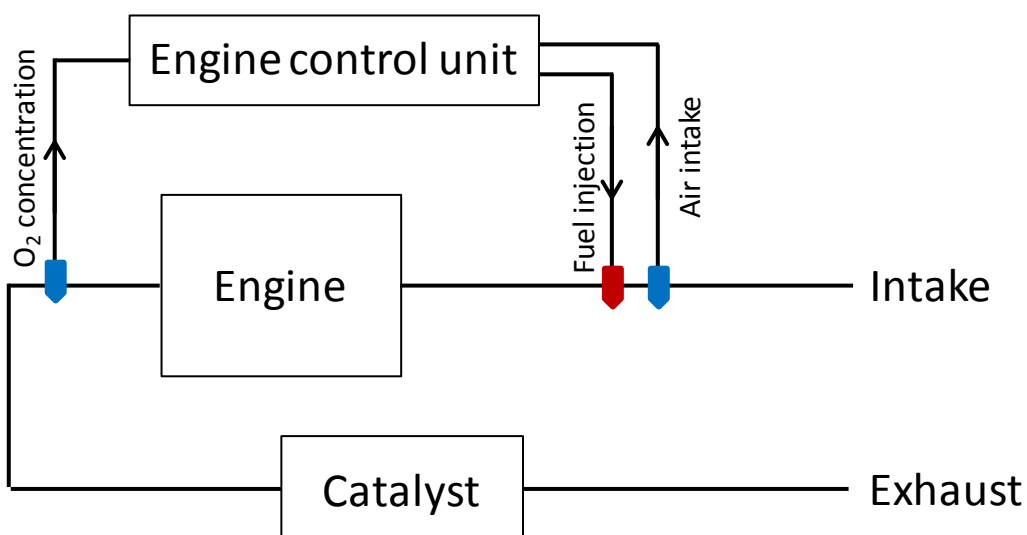 Engine control unit
O₂ concentration
Fuel injection
Air intake
Engine
Intake
Catalyst
Exhaust